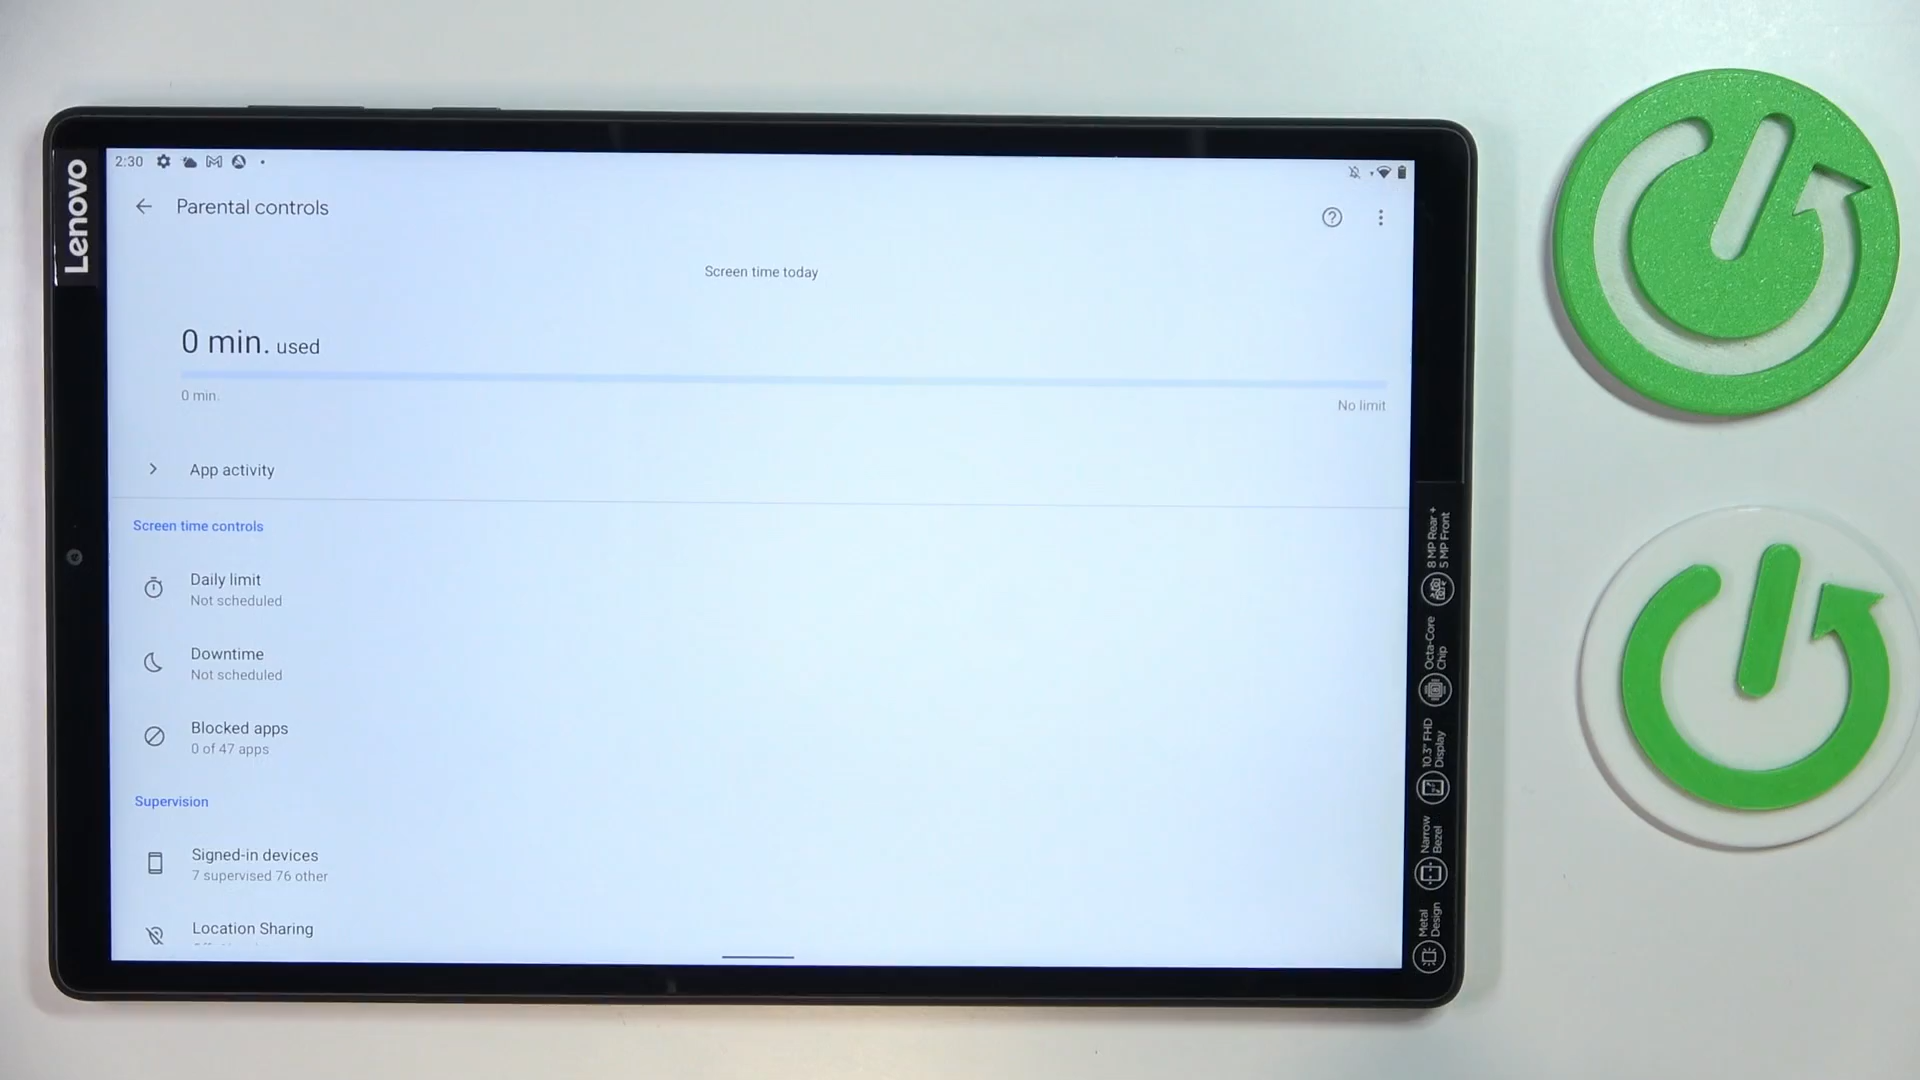 Lenovo
2:30
Parental controls
Screen time today
0 min. used
0 min.
No limit
App activity
Screen time controls
Daily limit
Not scheduled
Downtime
Not scheduled
Blocked apps
0 of 47 apps
Supervision
Signed-in devices
7 supervised 76 other
Location Sharing
8 MP Rear +
5 MP Front
Octa-Core
Chip
10.3" FHD
Display
Narrow
Bezel
Metal
Design